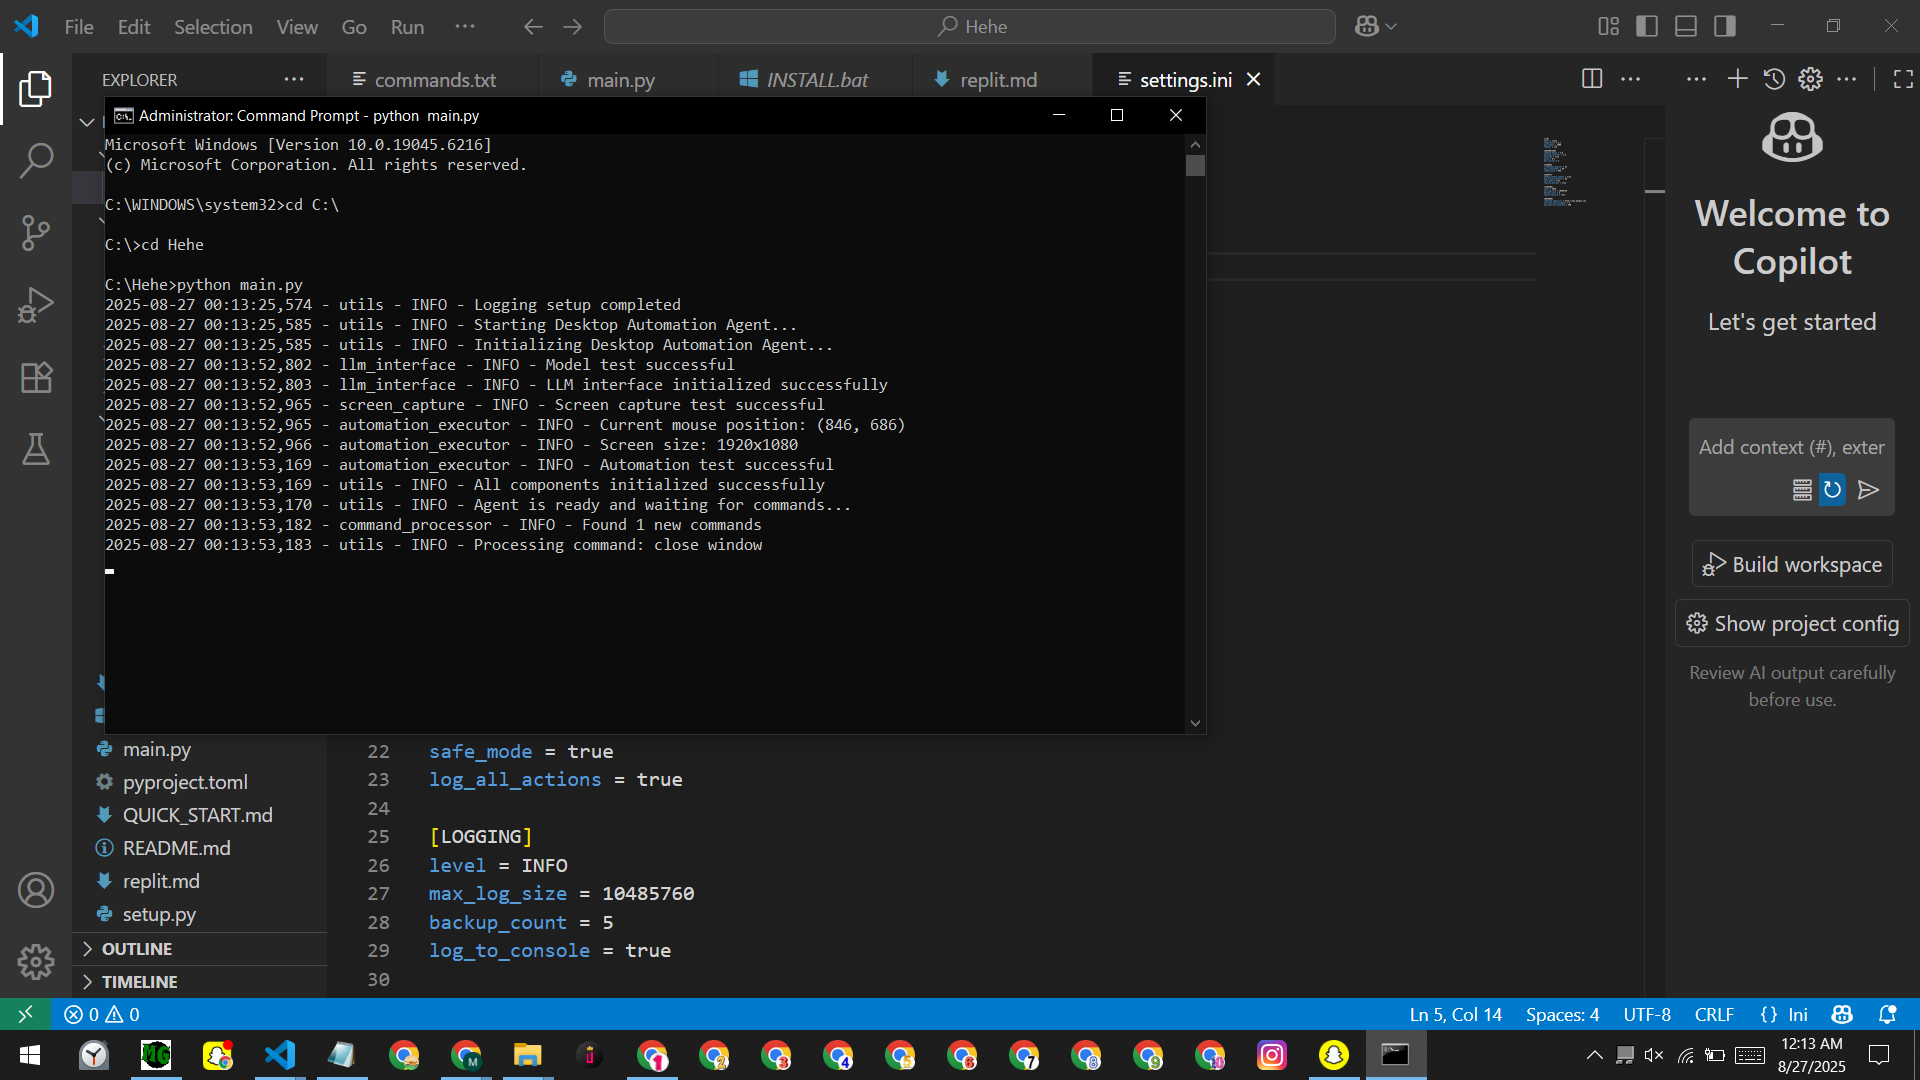 File Edit Selection View Go Run ···
Hehe
EXPLORER ···
commands.txt
main.py
INSTALL.bat
replit.md
settings.ini
Administrator: Command Prompt - python  main.py
Microsoft Windows [Version 10.0.19045.6216]
(c) Microsoft Corporation. All rights reserved.
C:\WINDOWS\system32>cd C:\
C:\>cd Hehe
C:\Hehe>python main.py
2025-08-27 00:13:25,574 - utils - INFO - Logging setup completed
2025-08-27 00:13:25,585 - utils - INFO - Starting Desktop Automation Agent...
2025-08-27 00:13:25,585 - utils - INFO - Initializing Desktop Automation Agent...
2025-08-27 00:13:52,802 - llm_interface - INFO - Model test successful
2025-08-27 00:13:52,803 - llm_interface - INFO - LLM interface initialized successfully
2025-08-27 00:13:52,965 - screen_capture - INFO - Screen capture test successful
2025-08-27 00:13:52,965 - automation_executor - INFO - Current mouse position: (846, 686)
2025-08-27 00:13:52,966 - automation_executor - INFO - Screen size: 1920x1080
2025-08-27 00:13:53,169 - automation_executor - INFO - Automation test successful
2025-08-27 00:13:53,169 - utils - INFO - All components initialized successfully
2025-08-27 00:13:53,170 - utils - INFO - Agent is ready and waiting for commands...
2025-08-27 00:13:53,182 - command_processor - INFO - Found 1 new commands
2025-08-27 00:13:53,183 - utils - INFO - Processing command: close window
main.py
pyproject.toml
QUICK_START.md
README.md
replit.md
setup.py
OUTLINE
TIMELINE
22 safe_mode = true
23 log_all_actions = true
24
25 [LOGGING]
26 level = INFO
27 max_log_size = 10485760
28 backup_count = 5
29 log_to_console = true
30
Welcome to
Copilot
Let's get started
Add context (#), exter
Build workspace
Show project config
Review AI output carefully
before use.
0 0
Ln 5, Col 14 Spaces: 4 UTF-8 CRLF {} Ini
12:13 AM
8/27/2025